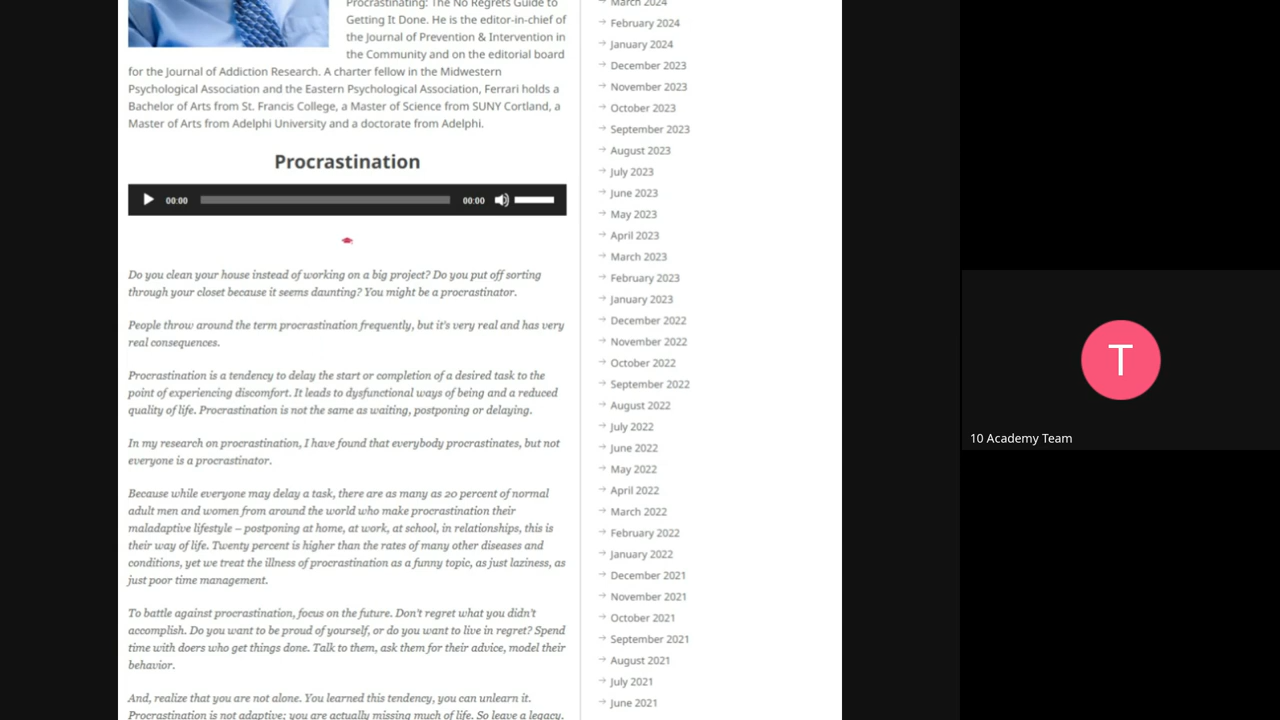 Procrastinating: The No Regrets Guide to
Getting It Done. He is the editor-in-chief of
the Journal of Prevention & Intervention in
the Community and on the editorial board
for the Journal of Addiction Research. A charter fellow in the Midwestern
Psychological Association and the Eastern Psychological Association, Ferrari holds a
Bachelor of Arts from St. Francis College, a Master of Science from SUNY Cortland, a
Master of Arts from Adelphi University and a doctorate from Adelphi.
Procrastination
00:00 00:00
Do you clean your house instead of working on a big project? Do you put off sorting
through your closet because it seems daunting? You might be a procrastinator.
People throw around the term procrastination frequently, but it's very real and has very
real consequences.
Procrastination is a tendency to delay the start or completion of a desired task to the
point of experiencing discomfort. It leads to dysfunctional ways of being and a reduced
quality of life. Procrastination is not the same as waiting, postponing or delaying.
In my research on procrastination, I have found that everybody procrastinates, but not
everyone is a procrastinator.
Because while everyone may delay a task, there are as many as 20 percent of normal
adult men and women from around the world who make procrastination their
maladaptive lifestyle – postponing at home, at work, at school, in relationships, this is
their way of life. Twenty percent is higher than the rates of many other diseases and
conditions, yet we treat the illness of procrastination as a funny topic, as just laziness, as
just poor time management.
To battle against procrastination, focus on the future. Don't regret what you didn't
accomplish. Do you want to be proud of yourself, or do you want to live in regret? Spend
time with doers who get things done. Talk to them, ask them for their advice, model their
behavior.
And, realize that you are not alone. You learned this tendency, you can unlearn it.
Procrastination is not adaptive; you are actually missing much of life. So leave a legacy.
→ March 2024
→ February 2024
→ January 2024
→ December 2023
→ November 2023
→ October 2023
→ September 2023
→ August 2023
→ July 2023
→ June 2023
→ May 2023
→ April 2023
→ March 2023
→ February 2023
→ January 2023
→ December 2022
→ November 2022
→ October 2022
→ September 2022
→ August 2022
→ July 2022
→ June 2022
→ May 2022
→ April 2022
→ March 2022
→ February 2022
→ January 2022
→ December 2021
→ November 2021
→ October 2021
→ September 2021
→ August 2021
→ July 2021
→ June 2021
T
10 Academy Team